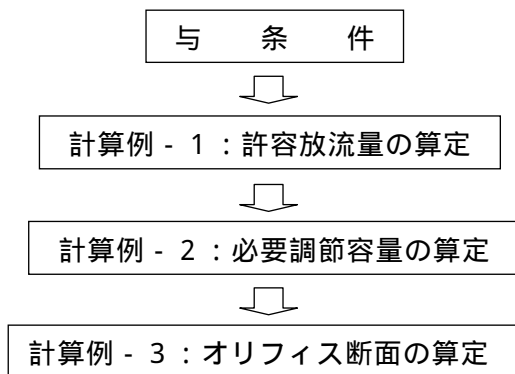 与 条 件
計算例 - 1 : 許容放流量の算定
計算例 - 2 : 必要調節容量の算定
計算例 - 3 : オリフィス断面の算定